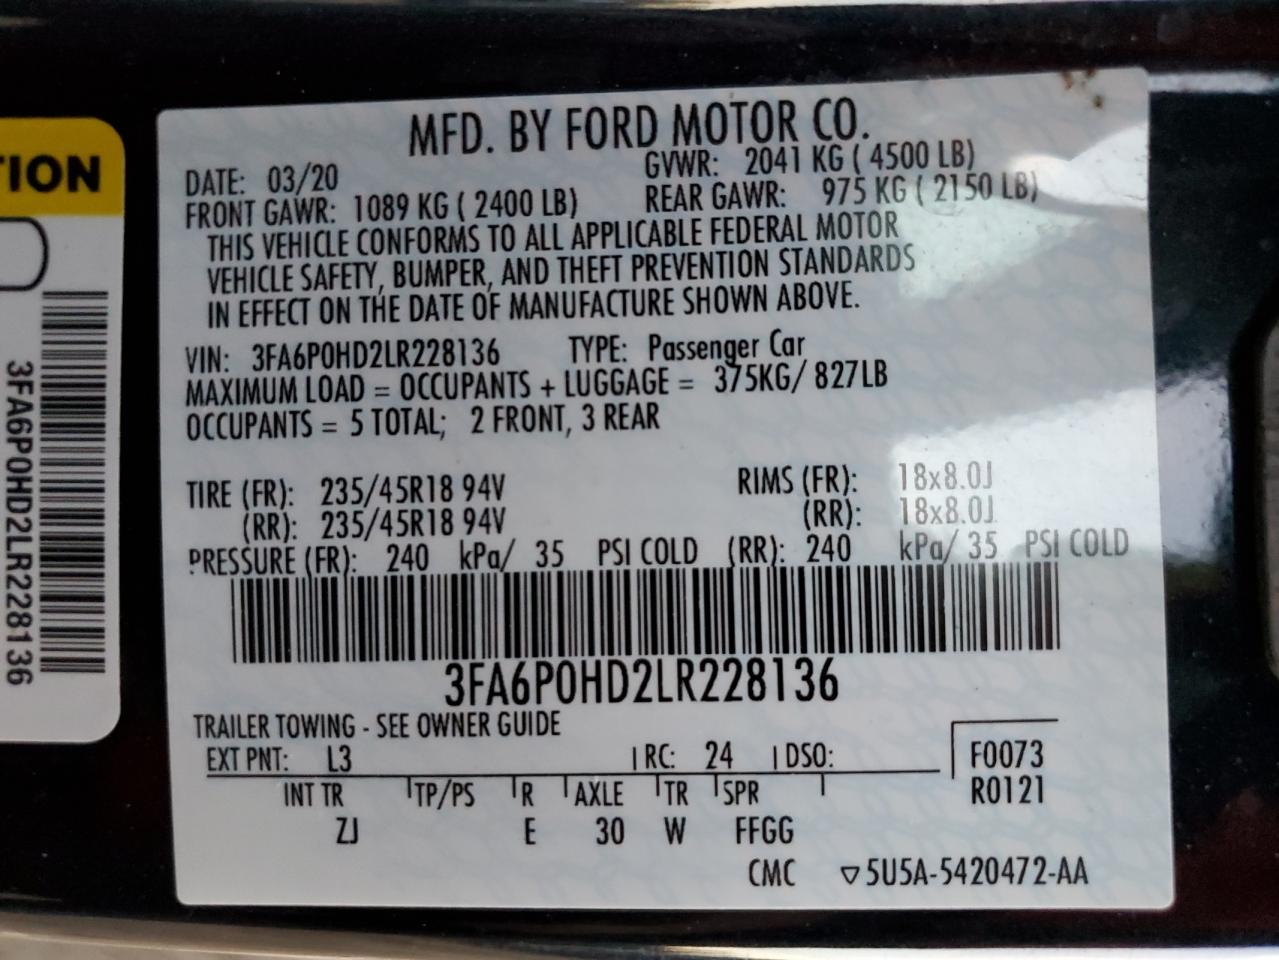 TION
3FA6P0HD2LR228136
MFD. BY FORD MOTOR CO.
DATE: 03/20 GVWR: 2041 KG ( 4500 LB)
FRONT GAWR: 1089 KG ( 2400 LB) REAR GAWR: 975 KG ( 2150 LB)
THIS VEHICLE CONFORMS TO ALL APPLICABLE FEDERAL MOTOR
VEHICLE SAFETY, BUMPER, AND THEFT PREVENTION STANDARDS
IN EFFECT ON THE DATE OF MANUFACTURE SHOWN ABOVE.
VIN: 3FA6P0HD2LR228136 TYPE: Passenger Car
MAXIMUM LOAD = OCCUPANTS + LUGGAGE = 375KG/ 827LB
OCCUPANTS = 5 TOTAL; 2 FRONT, 3 REAR
TIRE (FR): 235/45R18 94V RIMS (FR): 18x8.0J
(RR): 235/45R18 94V (RR): 18x8.0J
PRESSURE (FR): 240 kPa/ 35 PSI COLD (RR): 240 kPa/ 35 PSI COLD
3FA6P0HD2LR228136
TRAILER TOWING - SEE OWNER GUIDE
EXT PNT: L3 RC: 24 DSO: F0073
INT TR TP/PS R AXLE TR SPR R0121
ZJ E 30 W FFGG
CMC ▽5U5A-5420472-AA